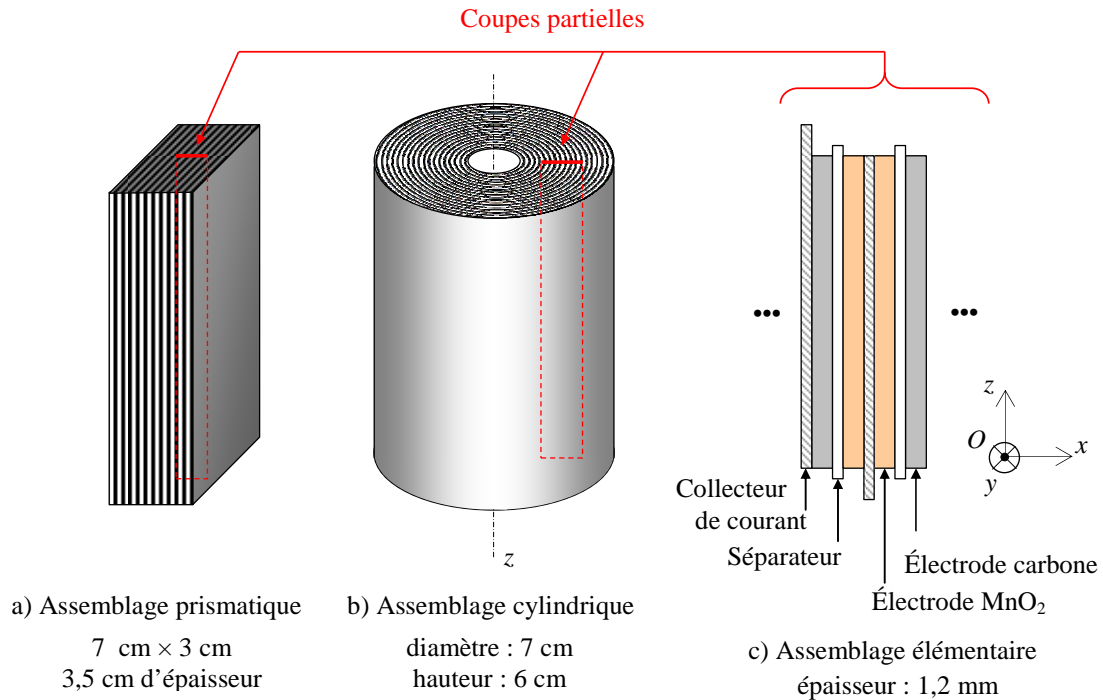 Coupes partielles
z
•••
•••
z
O
x
y
Collecteur
de courant
Séparateur
Électrode carbone
Électrode MnO₂
a) Assemblage prismatique
7 cm × 3 cm
3,5 cm d’épaisseur
b) Assemblage cylindrique
diamètre : 7 cm
hauteur : 6 cm
c) Assemblage élémentaire
épaisseur : 1,2 mm